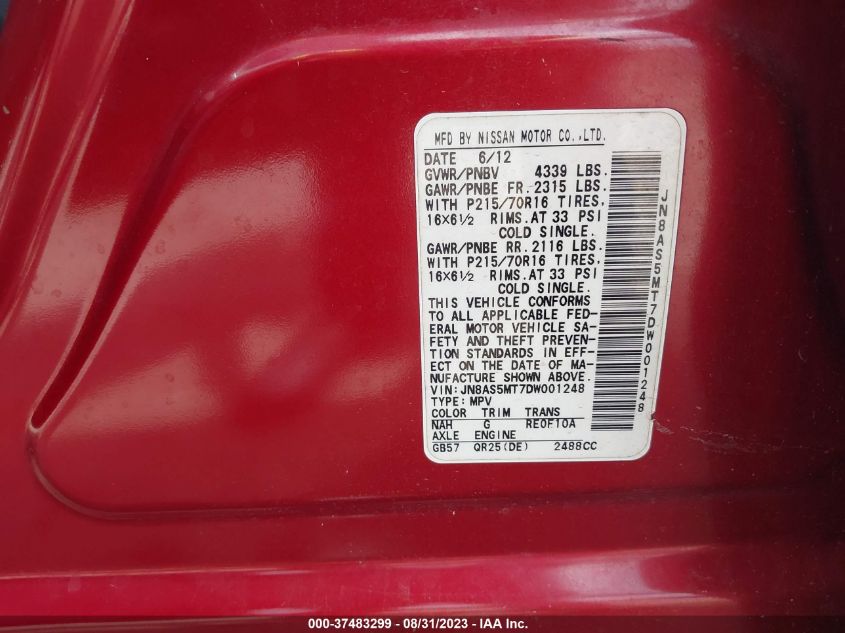 MFD BY NISSAN MOTOR CO.,LTD.
DATE 6/12
GVWR/PNBV 4339 LBS.
GAWR/PNBE FR. 2315 LBS.
WITH P215/70R16 TIRES,
16X6½ RIMS.AT 33 PSI
COLD SINGLE.
GAWR/PNBE RR. 2116 LBS.
WITH P215/70R16 TIRES,
16X6½ RIMS.AT 33 PSI
COLD SINGLE.
THIS VEHICLE CONFORMS
TO ALL APPLICABLE FED-
ERAL MOTOR VEHICLE SA-
FETY AND THEFT PREVEN-
TION STANDARDS IN EFF-
ECT ON THE DATE OF MA-
NUFACTURE SHOWN ABOVE.
VIN:JN8AS5MT7DW001248
TYPE:MPV
COLOR TRIM TRANS
NAH G RE0F10A
AXLE ENGINE
GB57 QR25(DE) 2488CC
JN8AS5MT7DW001248
000-37483299 - 08/31/2023 - IAA Inc.